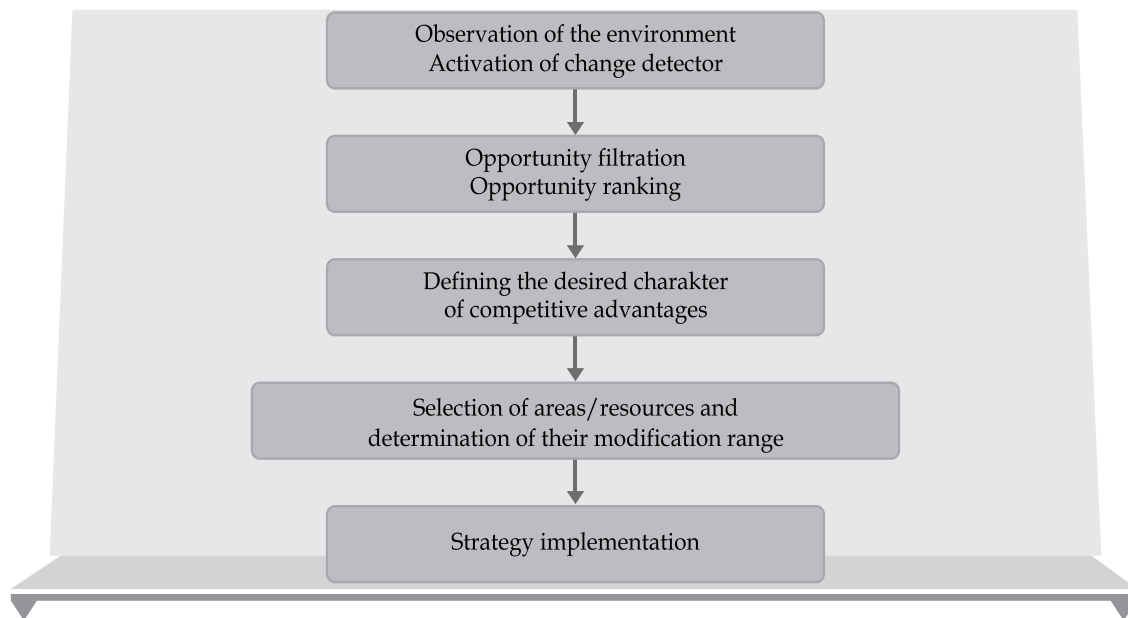 Observation of the environment
Activation of change detector
Opportunity filtration
Opportunity ranking
Defining the desired charakter
of competitive advantages
Selection of areas/resources and
determination of their modification range
Strategy implementation